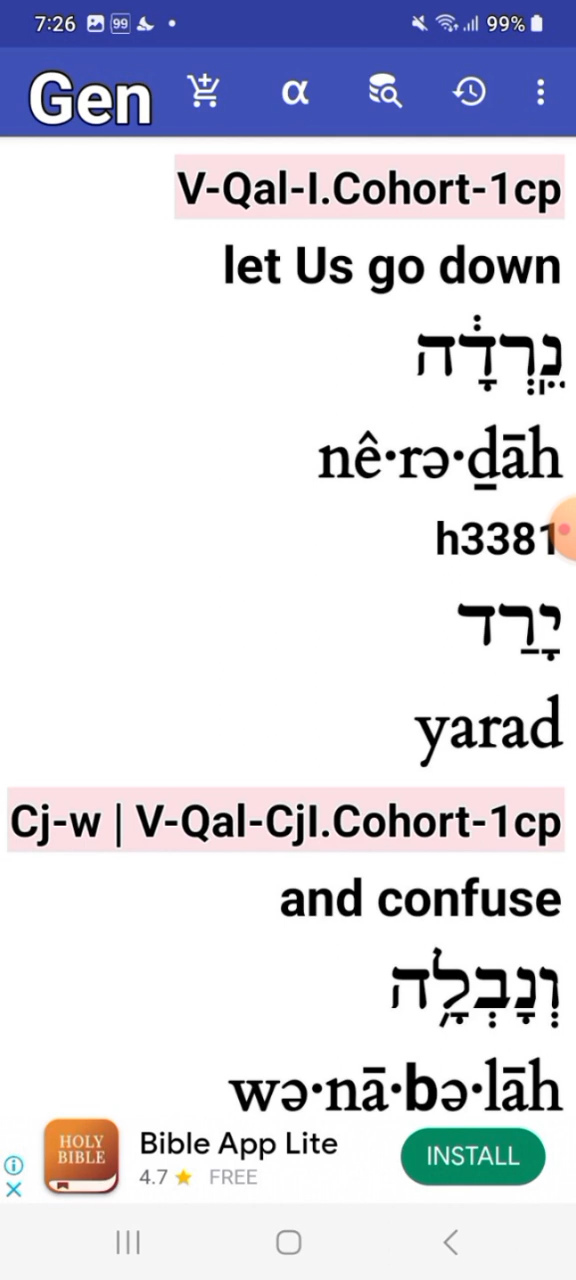 7:26 99 99%
Gen α
V-Qal-I.Cohort-1cp
let Us go down
נֵֽרְדָ֔ה
nê·rə·ḏāh
h3381
יָרַד
yarad
Cj-w | V-Qal-CjI.Cohort-1cp
and confuse
וְנָבְלָ֥ה
wə·nā·bə·lāh
HOLY BIBLE
Bible App Lite
4.7 ★ FREE
INSTALL